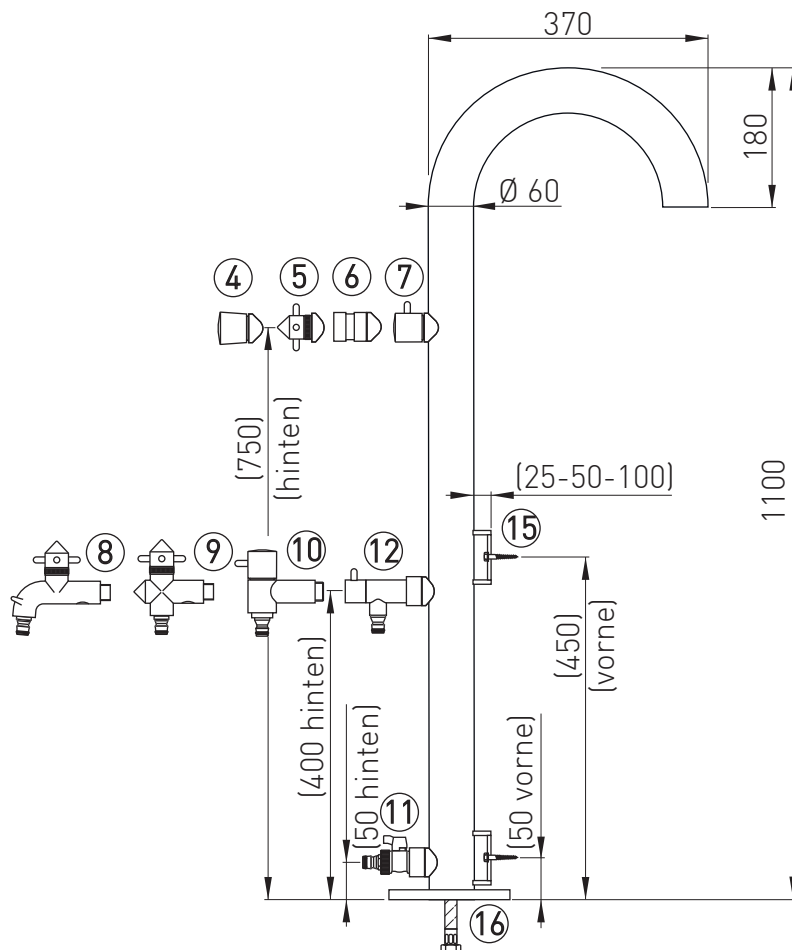 370
180
Ø 60
4
5
6
7
(750)
(hinten)
1100
(25-50-100)
15
8
9
10
12
(450)
(vorne)
(400 hinten)
(50 hinten)
(50 vorne)
11
16